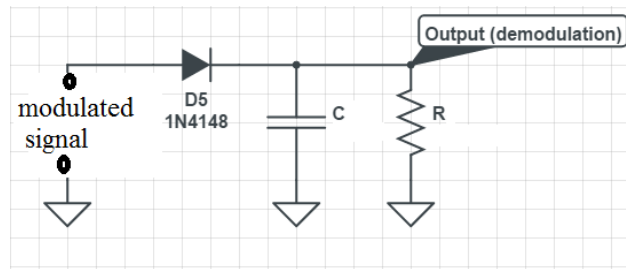 Output (demodulation)
D5
1N4148
C
R
modulated
signal